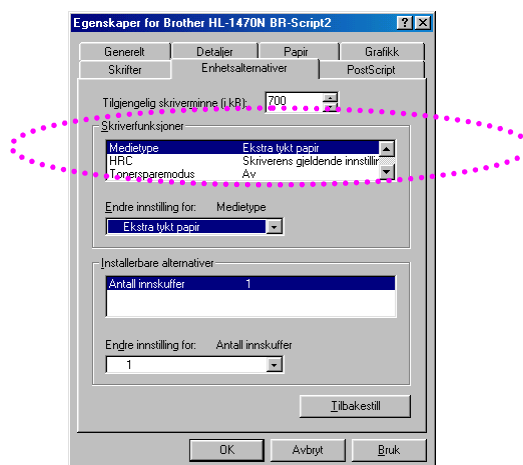 Egenskaper for Brother HL-1470N BR-Script2
Generelt Detaljer Papir Grafikk
Skrifter Enhetsalternativer PostScript
Tilgjengelig skriverminne (i kB): 700
Skriverfunksjoner
Medietype Ekstra tykt papir
HRC Skriverens gjeldende innstillin
Tonersparemodus Av
Endre innstilling for: Medietype
Ekstra tykt papir
Installerbare alternativer
Antall innskuffer 1
Endre innstilling for: Antall innskuffer
1
Tilbakestill
OK Avbryt Bruk